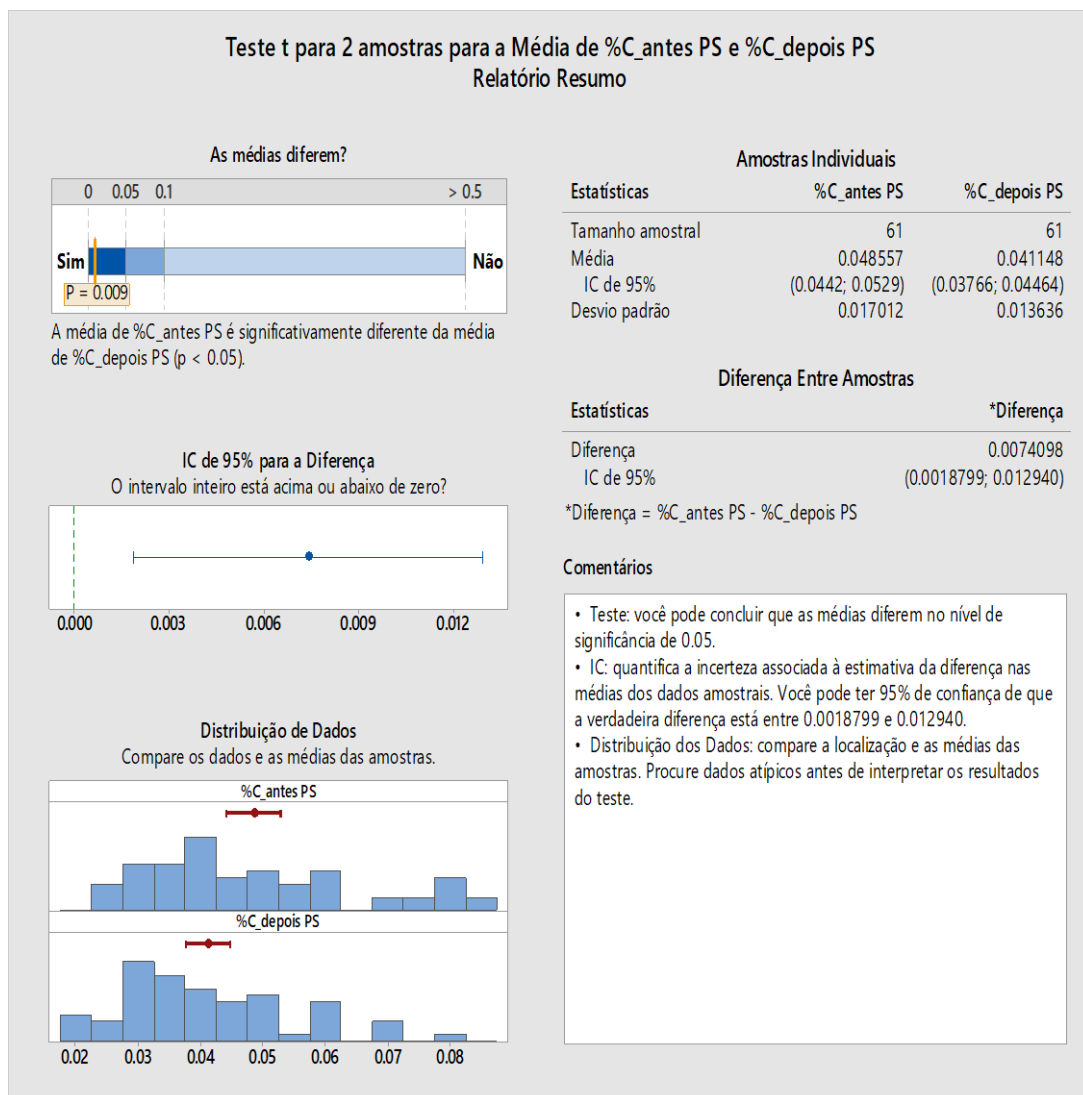 Teste t para 2 amostras para a Média de %C_antes PS e %C_depois PS
Relatório Resumo
As médias diferem?
0 0.05 0.1 > 0.5
Sim Não
P = 0.009
A média de %C_antes PS é significativamente diferente da média
de %C_depois PS (p < 0.05).
IC de 95% para a Diferença
O intervalo inteiro está acima ou abaixo de zero?
0.000 0.003 0.006 0.009 0.012
Distribuição de Dados
Compare os dados e as médias das amostras.
%C_antes PS
%C_depois PS
0.02 0.03 0.04 0.05 0.06 0.07 0.08
Amostras Individuais
Estatísticas %C_antes PS %C_depois PS
Tamanho amostral 61 61
Média 0.048557 0.041148
IC de 95% (0.0442; 0.0529) (0.03766; 0.04464)
Desvio padrão 0.017012 0.013636
Diferença Entre Amostras
Estatísticas *Diferença
Diferença 0.0074098
IC de 95% (0.0018799; 0.012940)
*Diferença = %C_antes PS - %C_depois PS
Comentários
• Teste: você pode concluir que as médias diferem no nível de
significância de 0.05.
• IC: quantifica a incerteza associada à estimativa da diferença nas
médias dos dados amostrais. Você pode ter 95% de confiança de que
a verdadeira diferença está entre 0.0018799 e 0.012940.
• Distribuição dos Dados: compare a localização e as médias das
amostras. Procure dados atípicos antes de interpretar os resultados
do teste.